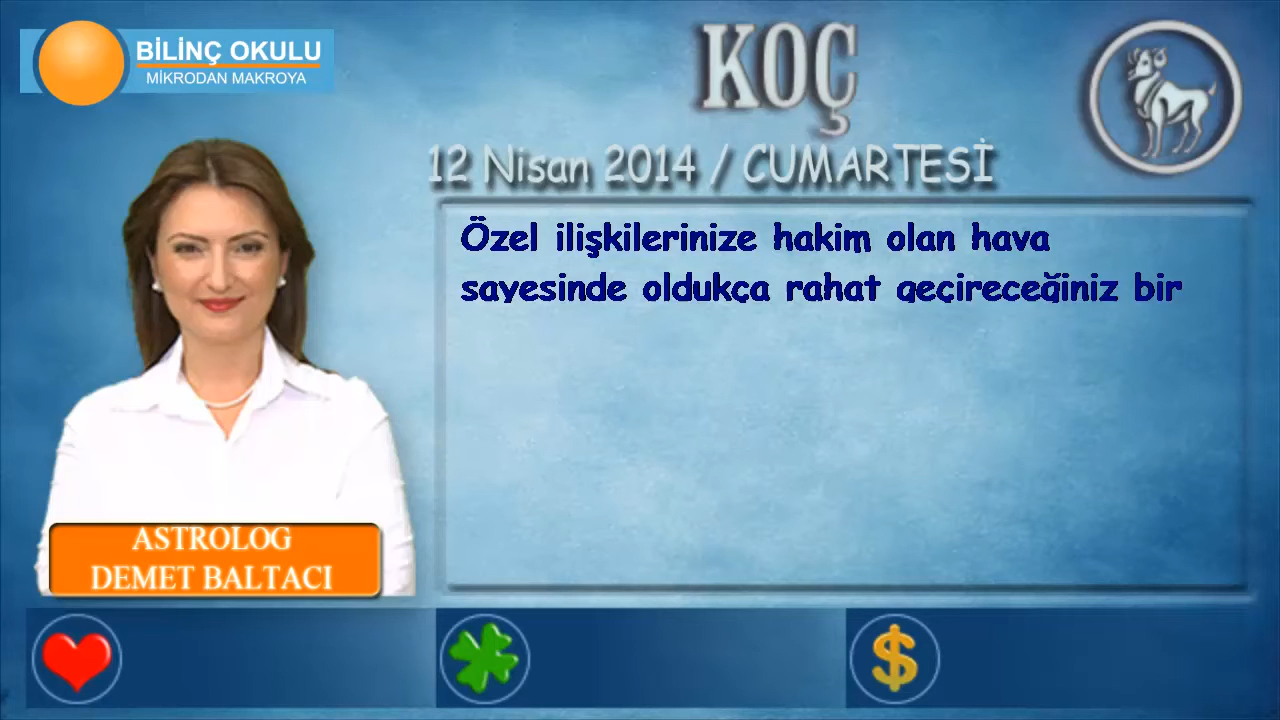 BİLİNÇ OKULU
MİKRODAN MAKROYA
KOÇ
12 Nisan 2014 / CUMARTESİ
Özel ilişkilerinize hakim olan hava
sayesinde oldukça rahat geçireceğiniz bir
ASTROLOG
DEMET BALTACI